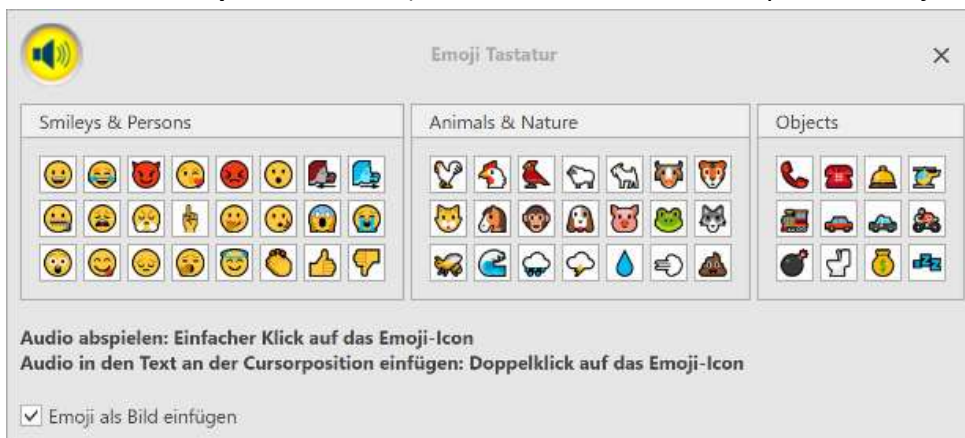 Emoji Tastatur
Smileys & Persons
Animals & Nature
Objects
Audio abspielen: Einfacher Klick auf das Emoji-Icon
Audio in den Text an der Cursorposition einfügen: Doppelklick auf das Emoji-Icon
Emoji als Bild einfügen